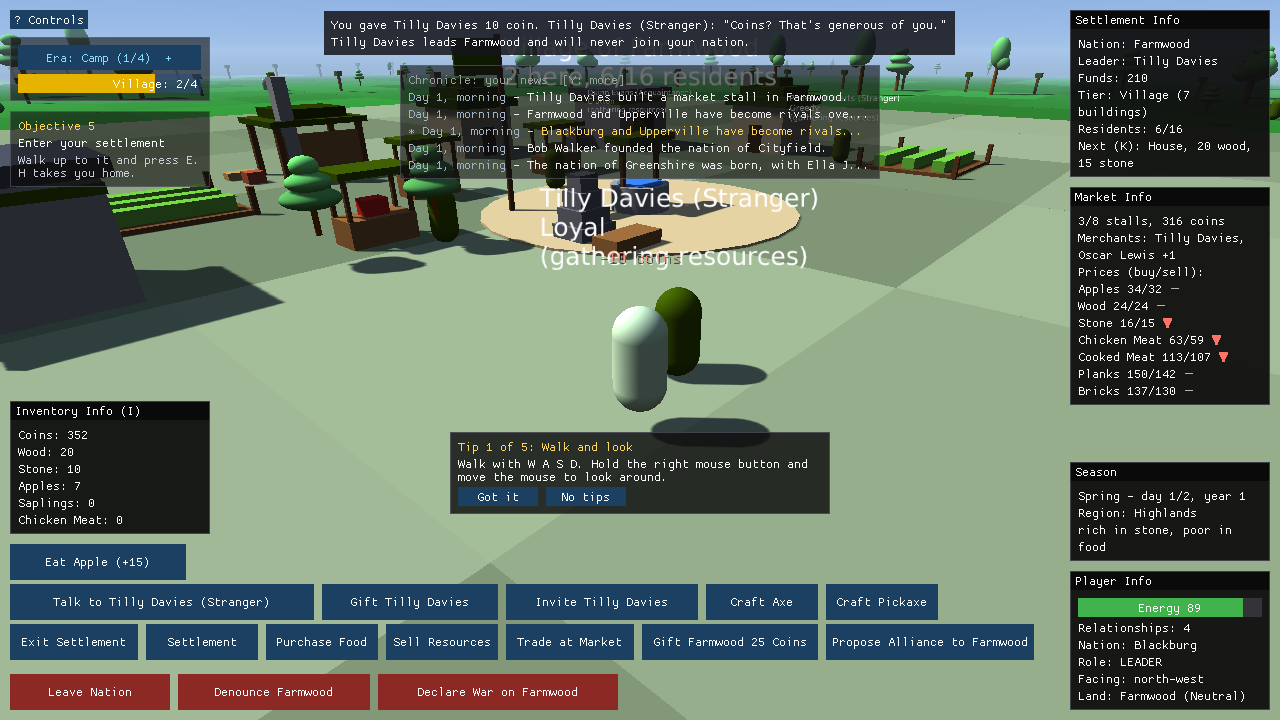 ? Controls
Era: Camp (1/4) +
Village: 2/4
Objective 5
Enter your settlement
Walk up to it and press E.
H takes you home.
You gave Tilly Davies 10 coin. Tilly Davies (Stranger): "Coins? That's generous of you."
Tilly Davies leads Farmwood and will never join your nation.
Chronicle: your news [Y: more]
Day 1, morning - Tilly Davies built a market stall in Farmwood.
Day 1, morning - Farmwood and Upperville have become rivals ove...
* Day 1, morning - Blackburg and Upperville have become rivals...
Day 1, morning - Bob Walker founded the nation of Cityfield.
Day 1, morning - The nation of Greenshire was born, with Ella J...
Tilly Davies (Stranger)
Loyal
(gathering resources)
Settlement Info
Nation: Farmwood
Leader: Tilly Davies
Funds: 210
Tier: Village (7
buildings)
Residents: 6/16
Next (K): House, 20 wood,
15 stone
Market Info
3/8 stalls, 316 coins
Merchants: Tilly Davies,
Oscar Lewis +1
Prices (buy/sell):
Apples 34/32 —
Wood 24/24 —
Stone 16/15 ▼
Chicken Meat 63/59 ▼
Cooked Meat 113/107 ▼
Planks 150/142 —
Bricks 137/130 —
Inventory Info (I)
Coins: 352
Wood: 20
Stone: 10
Apples: 7
Saplings: 0
Chicken Meat: 0
Tip 1 of 5: Walk and look
Walk with W A S D. Hold the right mouse button and
move the mouse to look around.
Got it No tips
Season
Spring - day 1/2, year 1
Region: Highlands
rich in stone, poor in
food
Player Info
Energy 89
Relationships: 4
Nation: Blackburg
Role: LEADER
Facing: north-west
Land: Farmwood (Neutral)
Eat Apple (+15)
Talk to Tilly Davies (Stranger) Gift Tilly Davies Invite Tilly Davies Craft Axe Craft Pickaxe
Exit Settlement Settlement Purchase Food Sell Resources Trade at Market Gift Farmwood 25 Coins Propose Alliance to Farmwood
Leave Nation Denounce Farmwood Declare War on Farmwood